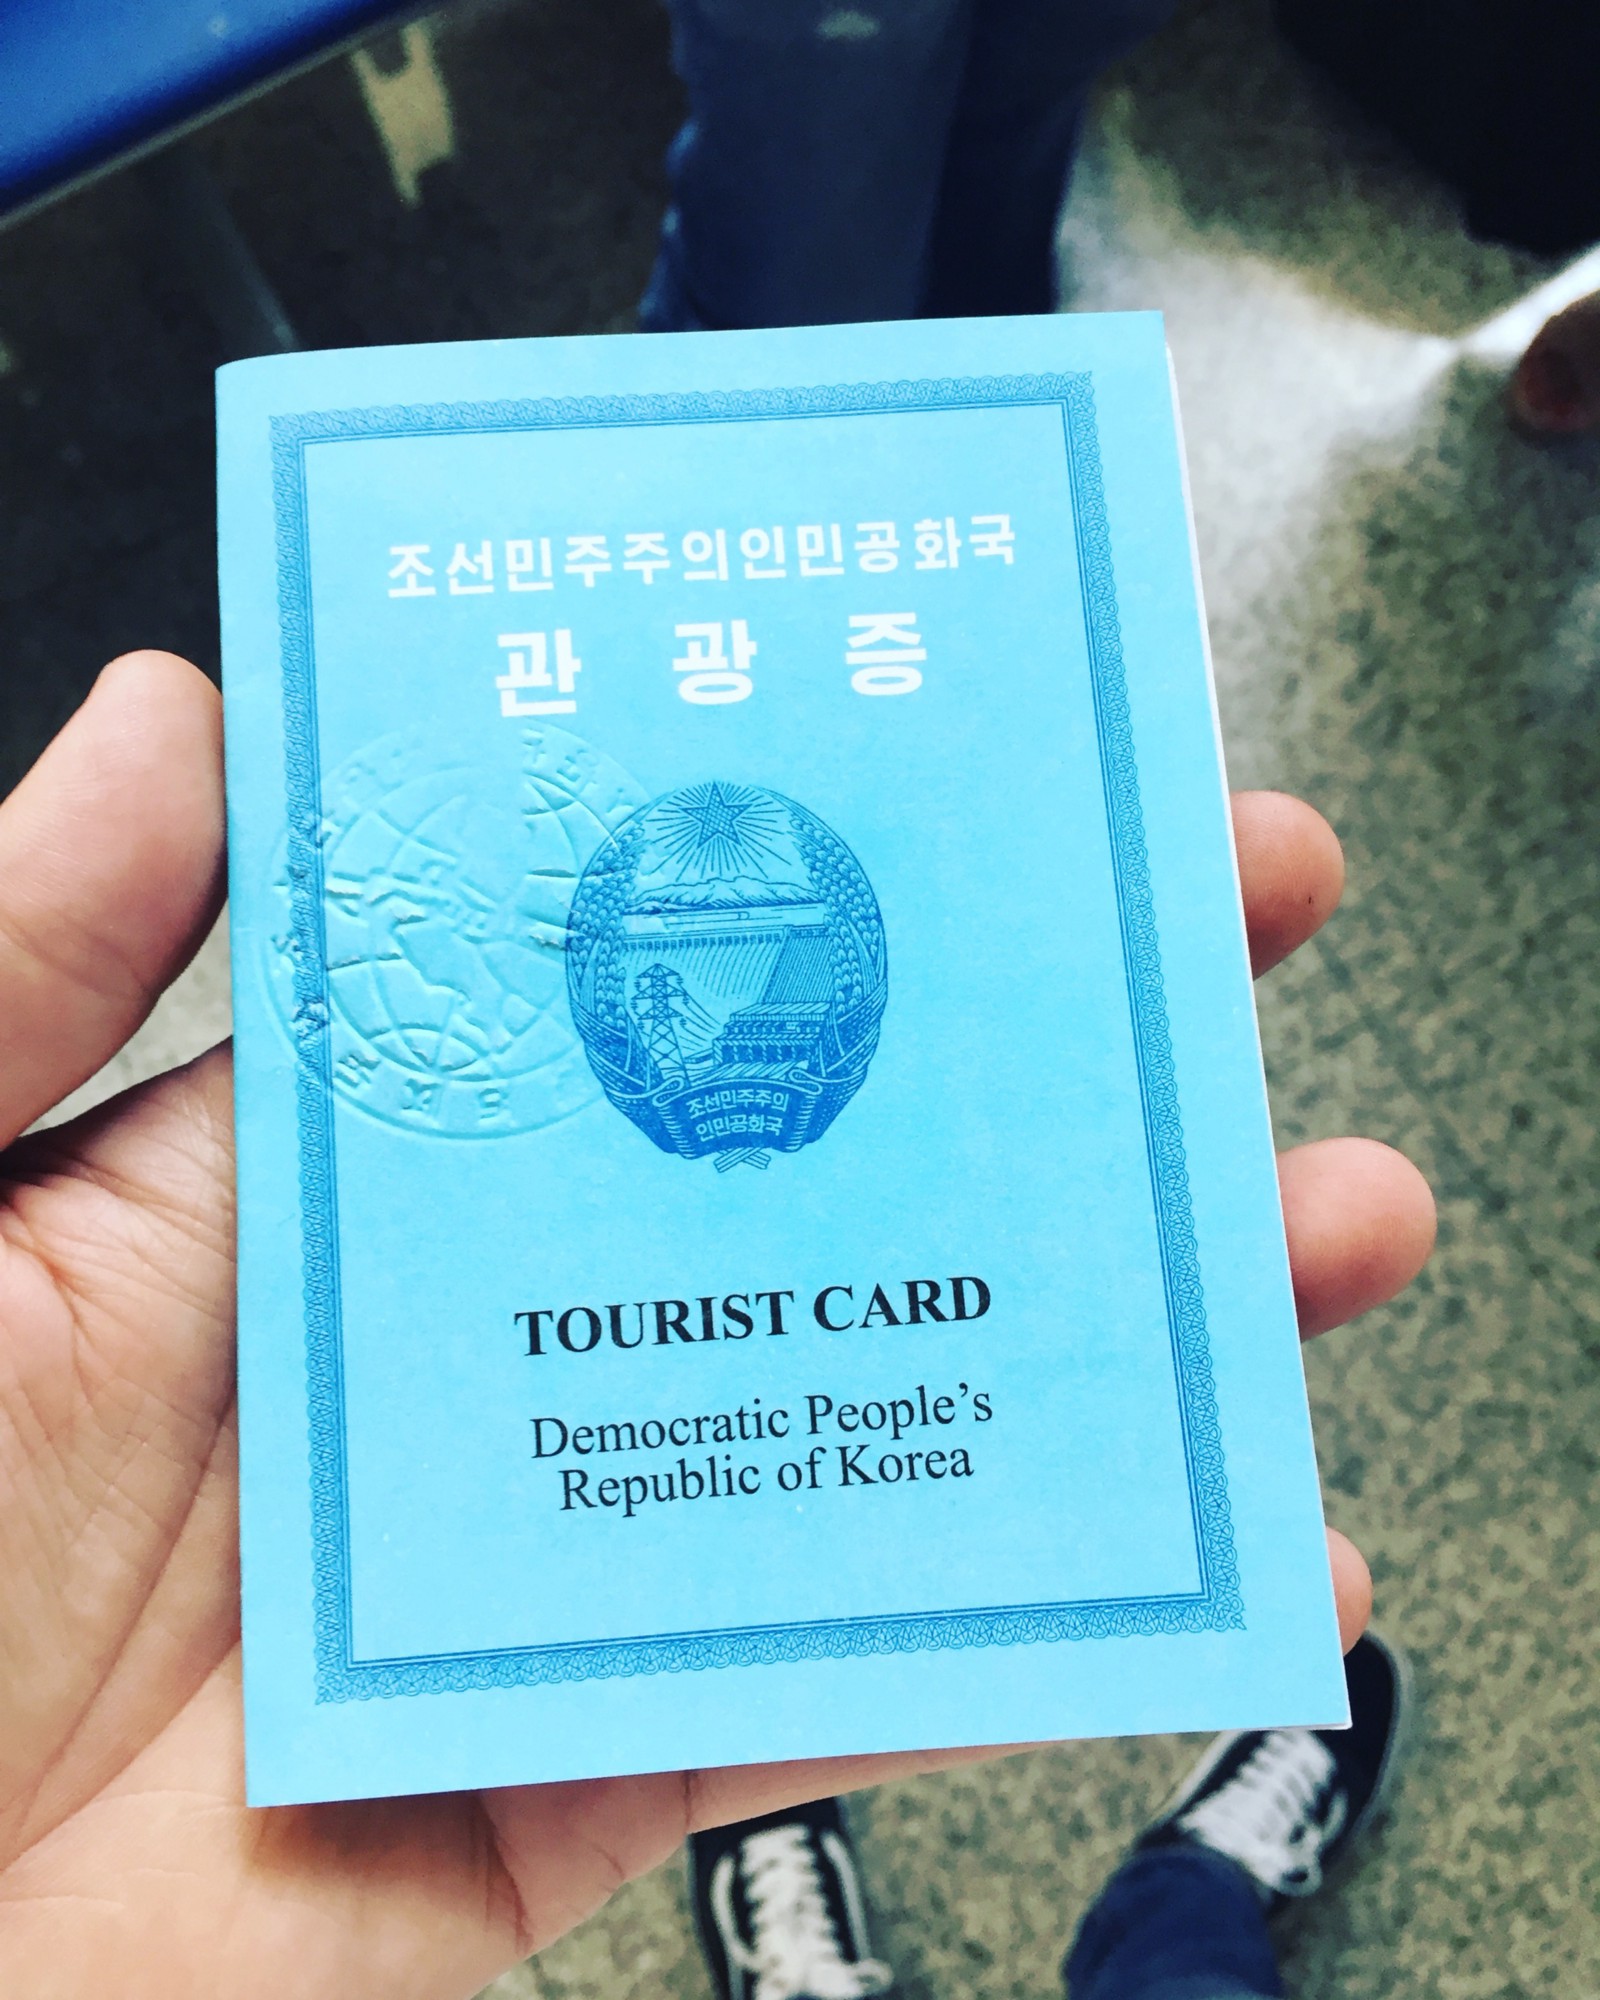 조선민주주의인민공화국
관 광 증
조선민주주의
인민공화국
TOURIST CARD
Democratic People's
Republic of Korea